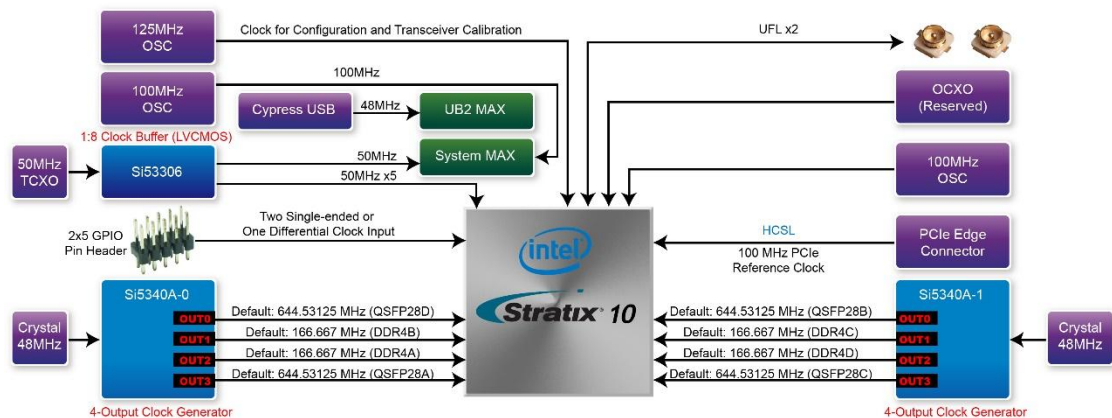 125MHz
OSC
Clock for Configuration and Transceiver Calibration
UFL x2
100MHz
OSC
100MHz
Cypress USB
48MHz
UB2 MAX
OCXO
(Reserved)
1:8 Clock Buffer (LVCMOS)
50MHz
TCXO
Si53306
50MHz
System MAX
50MHz x5
100MHz
OSC
2x5 GPIO
Pin Header
Two Single-ended or
One Differential Clock Input
intel
Stratix® 10
HCSL
100 MHz PCIe
Reference Clock
PCIe Edge
Connector
Crystal
48MHz
Si5340A-0
OUT0
Default: 644.53125 MHz (QSFP28D)
OUT1
Default: 166.667 MHz (DDR4B)
OUT2
Default: 166.667 MHz (DDR4A)
OUT3
Default: 644.53125 MHz (QSFP28A)
4-Output Clock Generator
Si5340A-1
Default: 644.53125 MHz (QSFP28B)
OUT0
Default: 166.667 MHz (DDR4C)
OUT1
Default: 166.667 MHz (DDR4D)
OUT2
Default: 644.53125 MHz (QSFP28C)
OUT3
Crystal
48MHz
4-Output Clock Generator